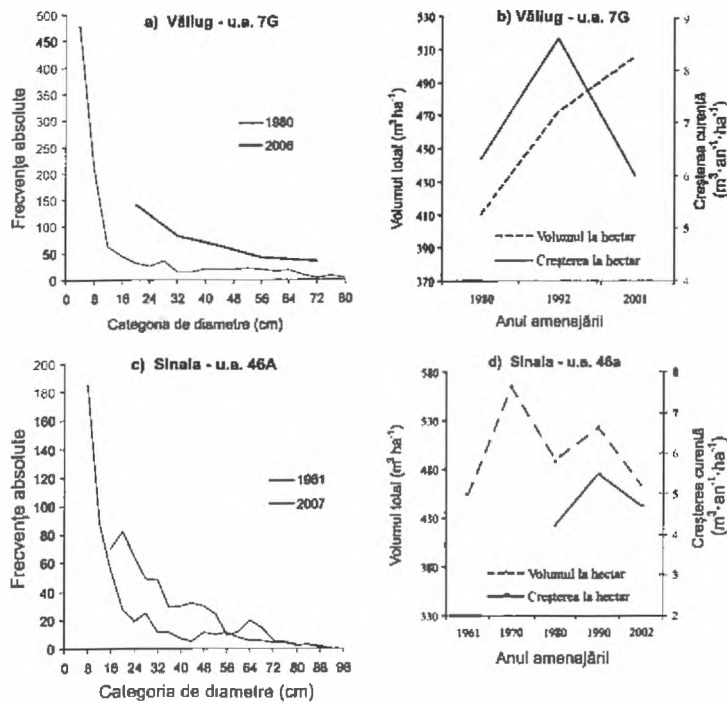 a) Văliug - u.a. 7G
Frecvențe absolute
500
450
400
350
300
250
200
150
100
50
0
1980
2006
0 8 16 24 32 40 48 56 64 72 80
Categoria de diametre (cm)
b) Văliug - u.a. 7G
Volumul total (m³ ha⁻¹)
530
510
490
470
450
430
410
390
370
9
8
7
6
5
4
Creșterea curentă
(m³·an⁻¹·ha⁻¹)
Volumul la hectar
Creșterea la hectar
1980 1992 2001
Anul amenajării
c) Sinaia - u.a. 46A
Frecvențe absolute
200
180
160
140
120
100
80
60
40
20
0
1961
2007
0 8 16 24 32 40 48 56 64 72 80 88 96
Categoria de diametre (cm)
d) Sinaia - u.a. 46a
Volumul total (m³ ha⁻¹)
580
530
480
430
380
330
8
7
6
5
4
3
2
Creșterea curentă
(m³·an⁻¹·ha⁻¹)
Volumul la hectar
Creșterea la hectar
1961 1970 1980 1990 2002
Anul amenajării